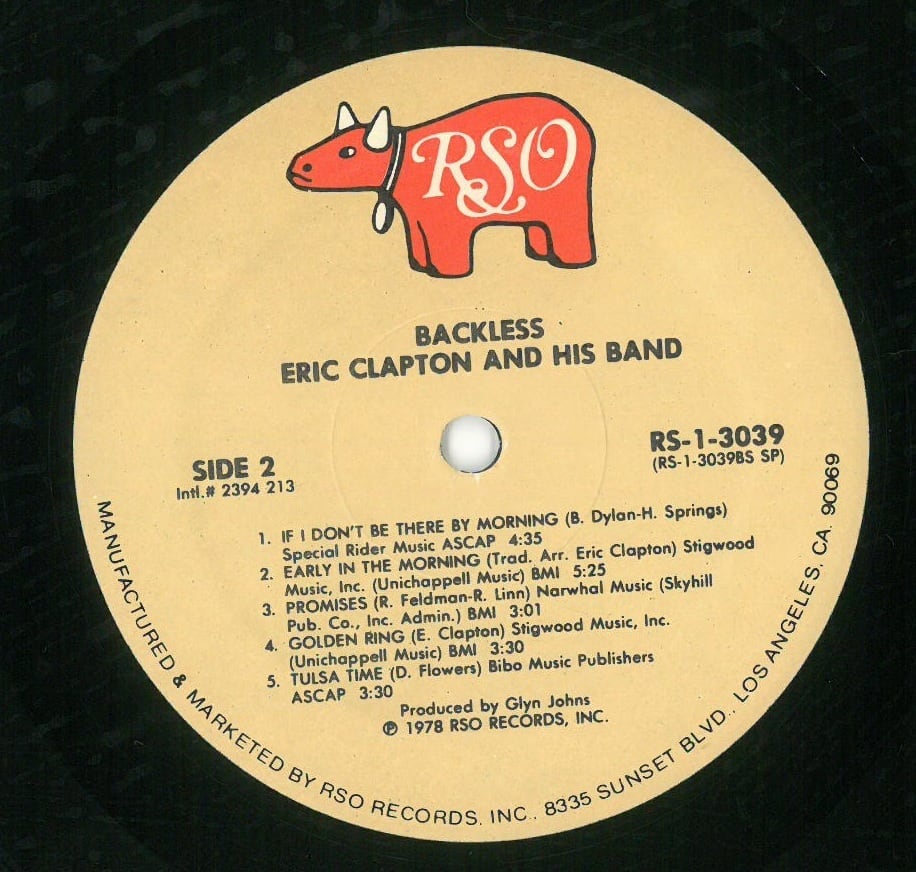 RSO
BACKLESS
ERIC CLAPTON AND HIS BAND
SIDE 2
Intl.# 2394 213
RS-1-3039
(RS-1-3039BS SP)
1. IF I DON'T BE THERE BY MORNING (B. Dylan-H. Springs)
Special Rider Music ASCAP 4:35
2. EARLY IN THE MORNING (Trad. Arr. Eric Clapton) Stigwood
Music, Inc. (Unichappell Music) BMI 5:25
3. PROMISES (R. Feldman-R. Linn) Narwhal Music (Skyhill
Pub. Co., Inc. Admin.) BMI 3:01
4. GOLDEN RING (E. Clapton) Stigwood Music, Inc.
(Unichappell Music) BMI 3:30
5. TULSA TIME (D. Flowers) Bibo Music Publishers
ASCAP 3:30
Produced by Glyn Johns
℗ 1978 RSO RECORDS, INC.
MANUFACTURED & MARKETED BY RSO RECORDS, INC., 8335 SUNSET BLVD., LOS ANGELES, CA. 90069